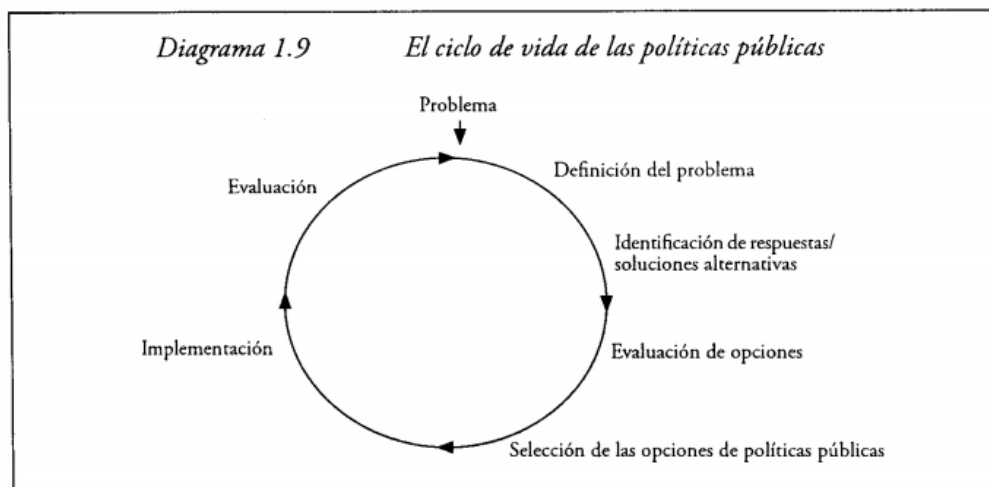 Diagrama 1.9 El ciclo de vida de las políticas públicas
Problema
Definición del problema
Identificación de respuestas/
soluciones alternativas
Evaluación de opciones
Selección de las opciones de políticas públicas
Implementación
Evaluación